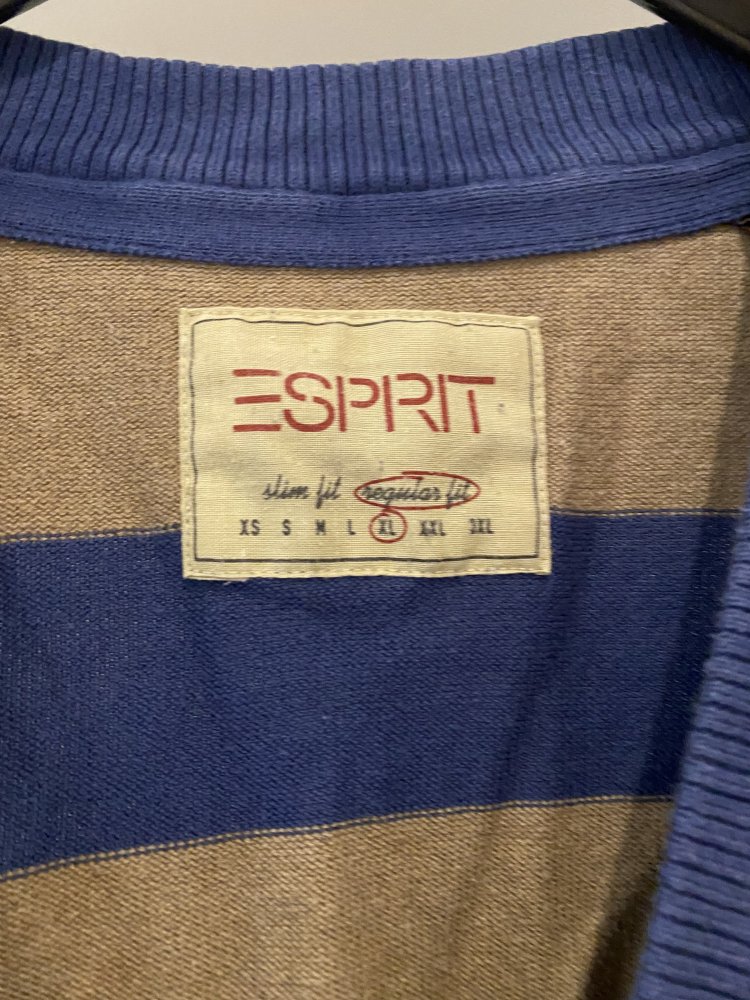 ESPRIT
slim fit regular fit
XS S M L XL XXL 3XL